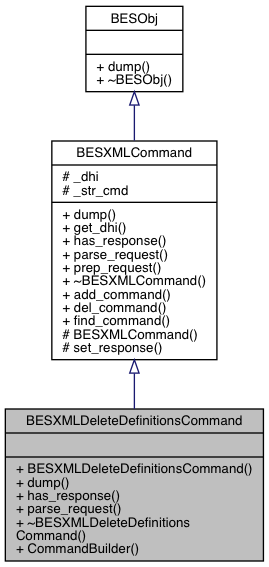 BESObj
+ dump()
+ ~BESObj()
BESXMLCommand
# _dhi
# _str_cmd
+ dump()
+ get_dhi()
+ has_response()
+ parse_request()
+ prep_request()
+ ~BESXMLCommand()
+ add_command()
+ del_command()
+ find_command()
# BESXMLCommand()
# set_response()
BESXMLDeleteDefinitionsCommand
+ BESXMLDeleteDefinitionsCommand()
+ dump()
+ has_response()
+ parse_request()
+ ~BESXMLDeleteDefinitions
Command()
+ CommandBuilder()